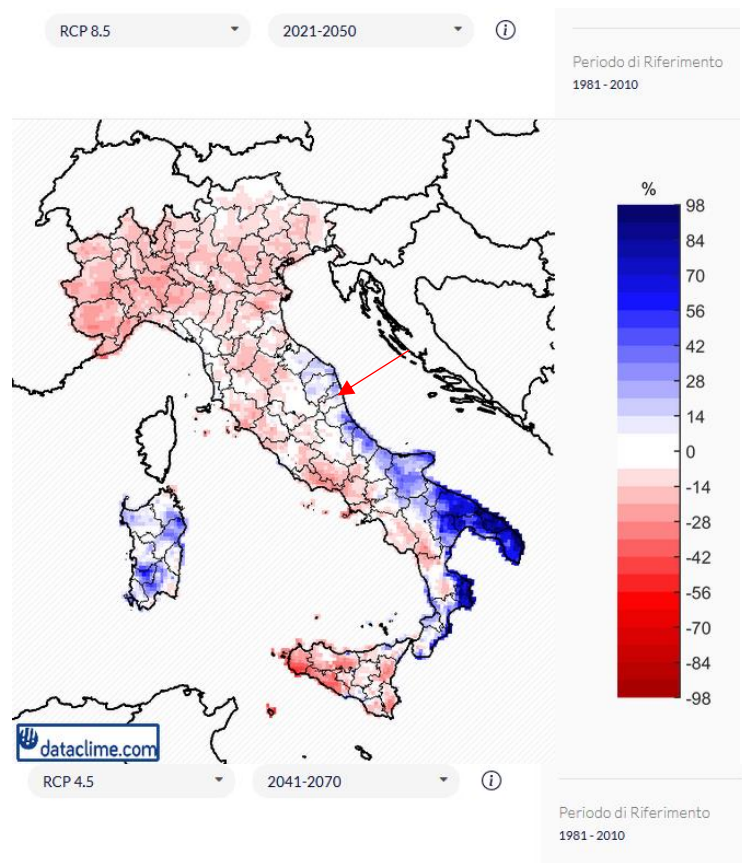 RCP 8.5 2021-2050 i
Periodo di Riferimento
1981 - 2010
%
98
84
70
56
42
28
14
0
-14
-28
-42
-56
-70
-84
-98
dataclime.com
RCP 4.5 2041-2070 i
Periodo di Riferimento
1981 - 2010